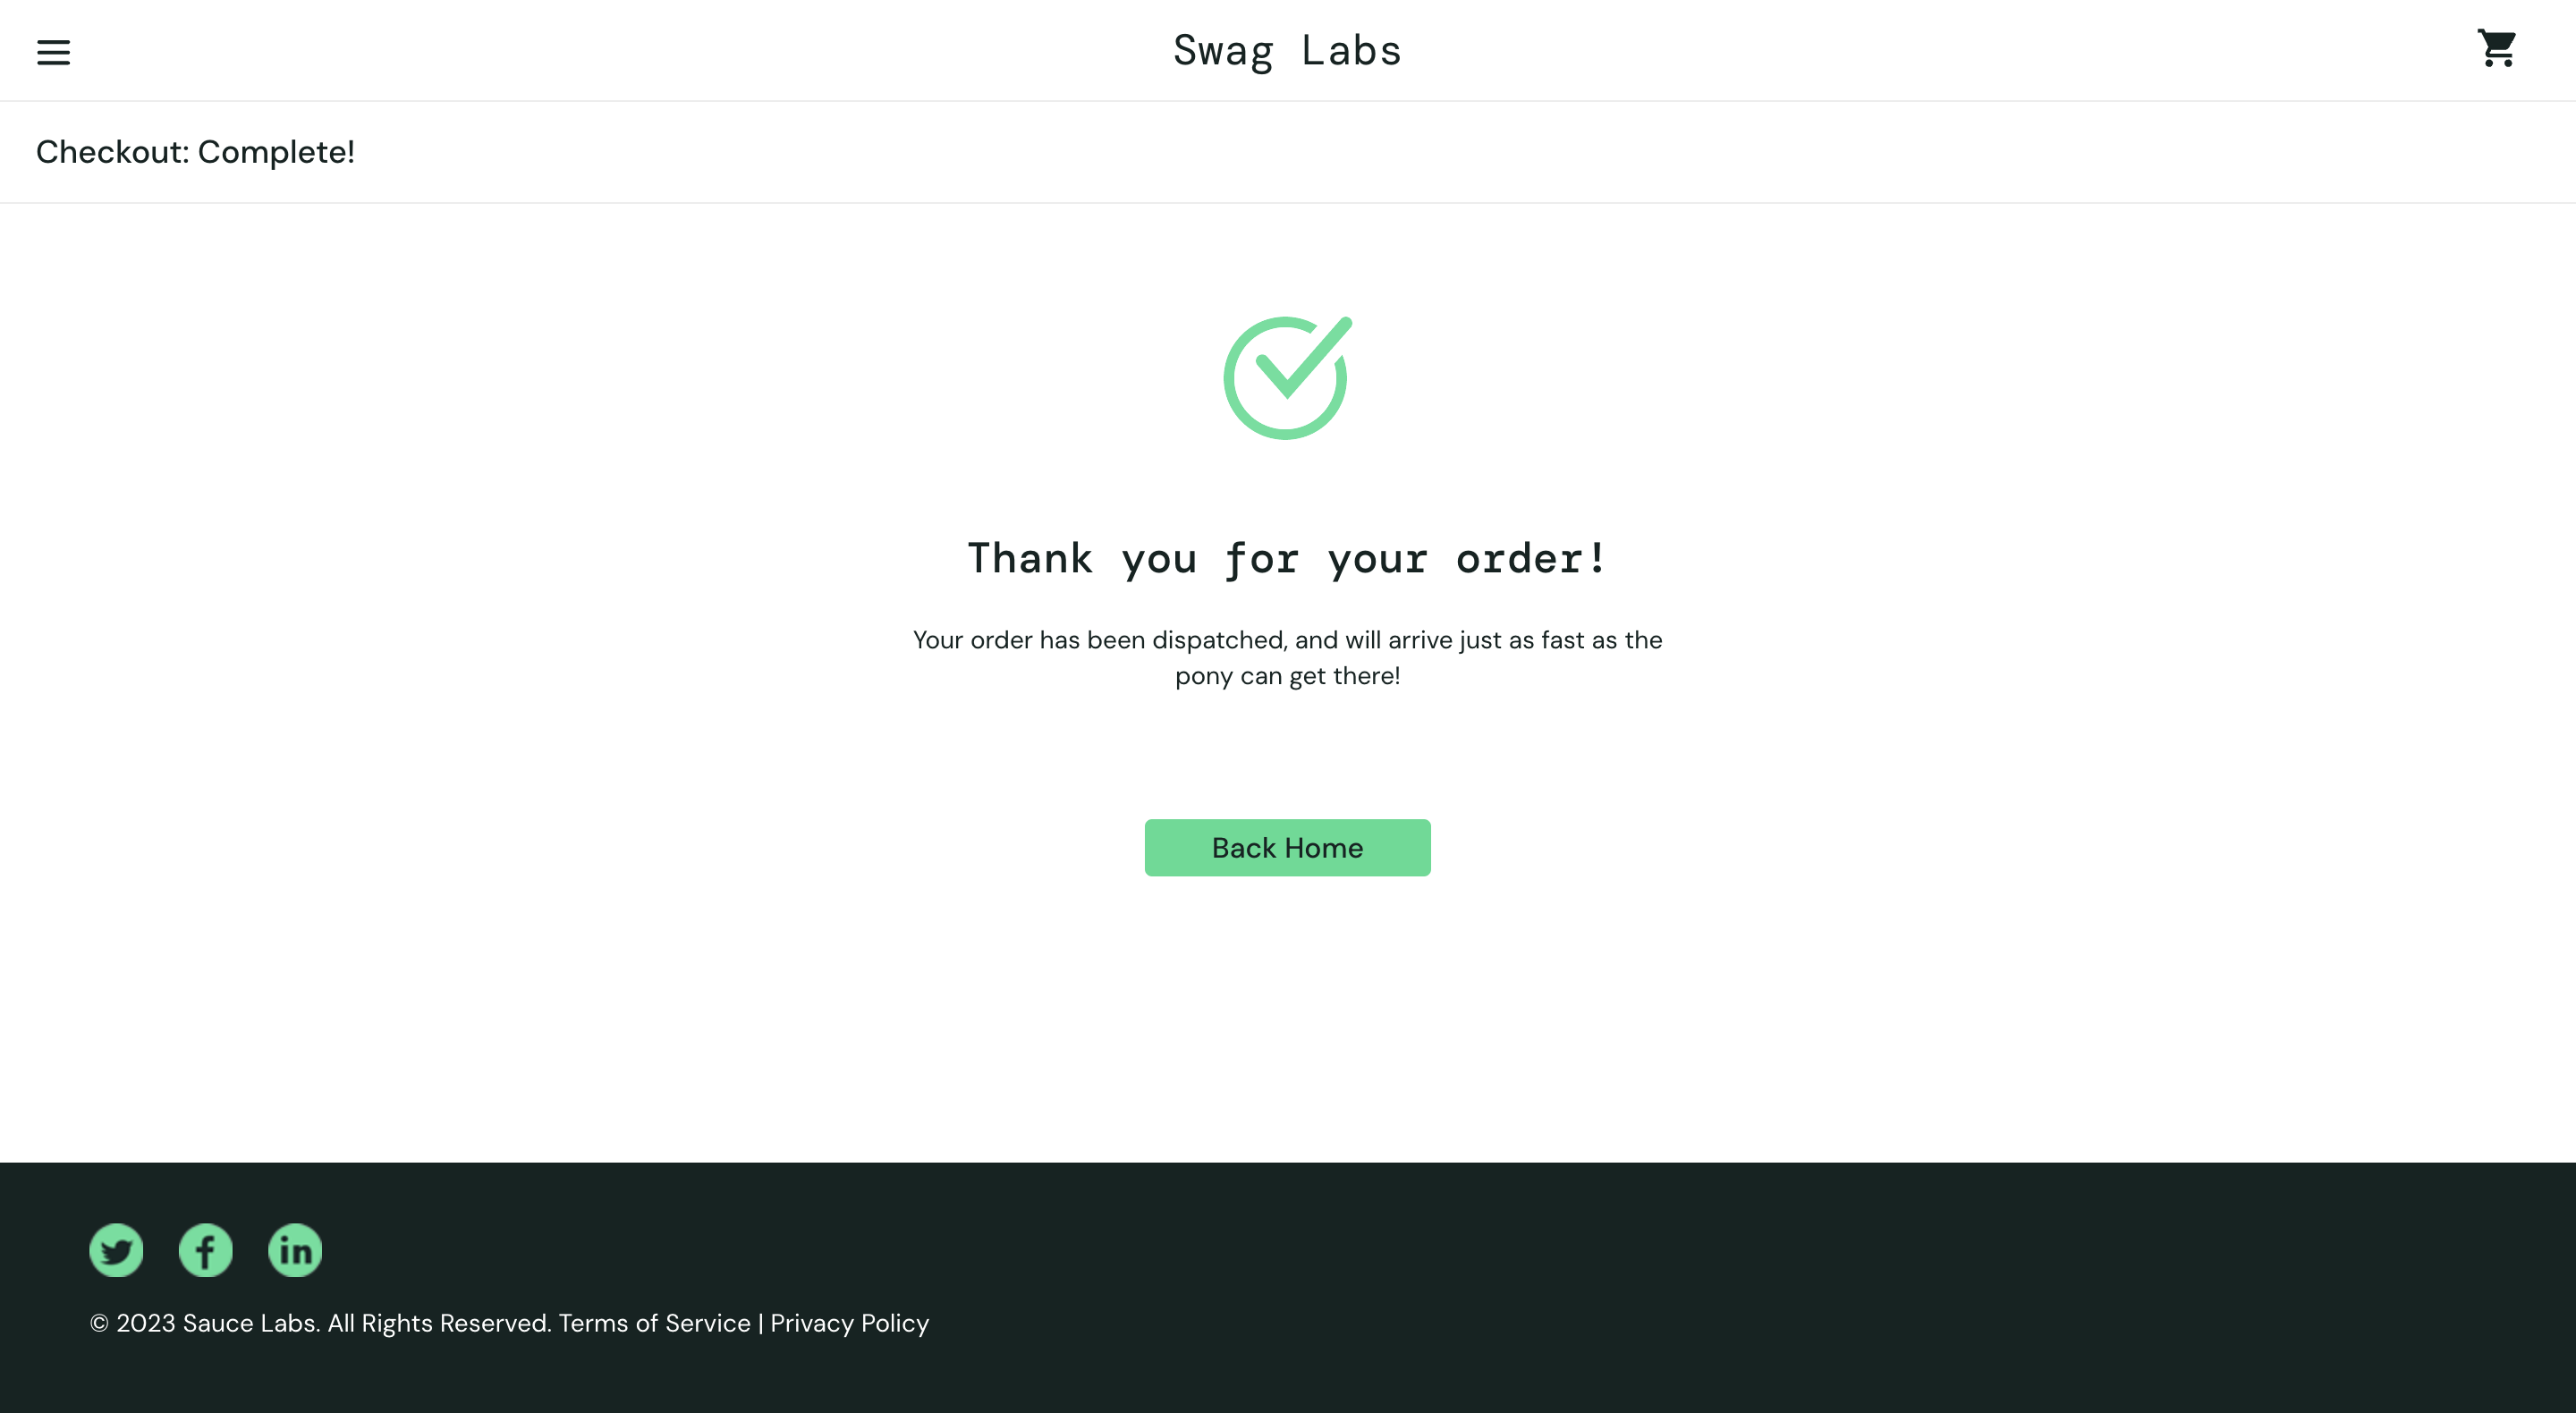 Swag Labs
Checkout: Complete!
Thank you for your order!
Your order has been dispatched, and will arrive just as fast as the
pony can get there!
Back Home
© 2023 Sauce Labs. All Rights Reserved. Terms of Service | Privacy Policy